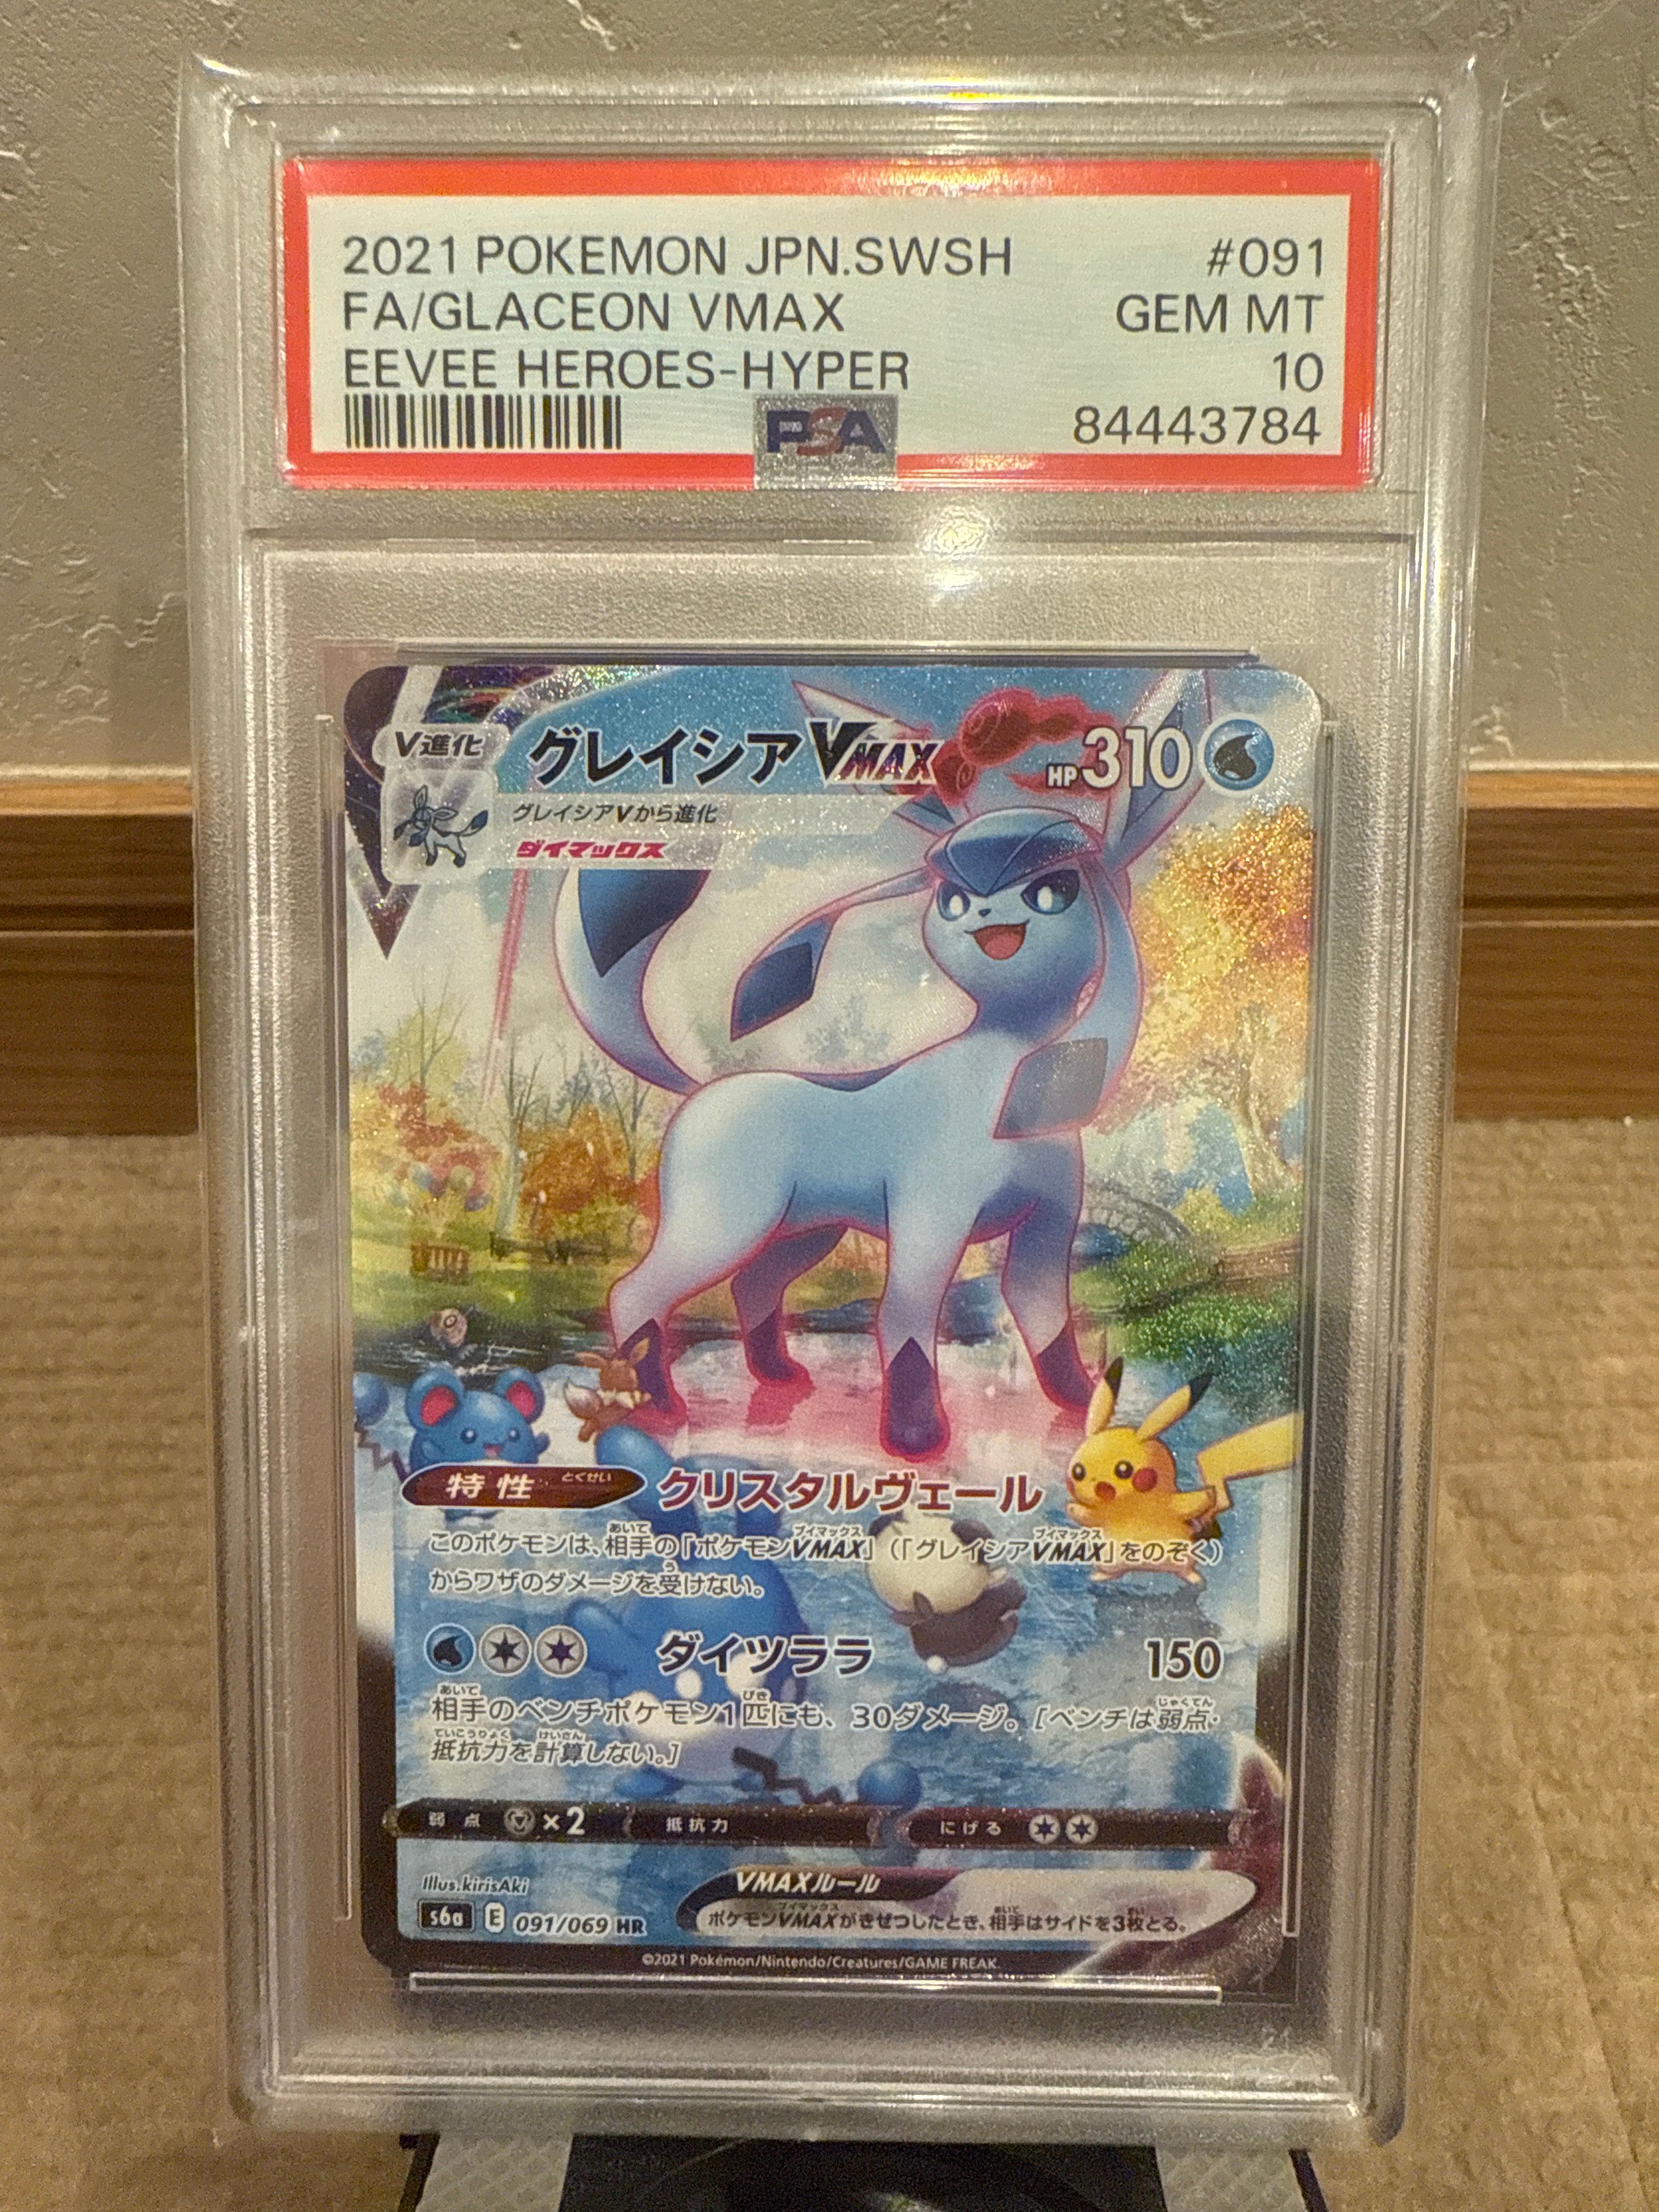 2021 POKEMON JPN.SWSH #091
FA/GLACEON VMAX GEM MT
EEVEE HEROES-HYPER 10
PSA 84443784
V進化 グレイシアVMAX HP310
グレイシアVから進化
ダイマックス
特性 とくせい クリスタルヴェール
このポケモンは、相手の「ポケモンVMAX」(「グレイシアVMAX」をのぞく)
からワザのダメージを受けない。
ダイツララ 150
相手のベンチポケモン1匹にも、30ダメージ。[ベンチは弱点・
抵抗力を計算しない。]
弱点 ×2 抵抗力 にげる
Illus.kirisAki
VMAXルール
s6a E 091/069 HR
ポケモンVMAXがきぜつしたとき、相手はサイドを3枚とる。
©2021 Pokémon/Nintendo/Creatures/GAME FREAK.